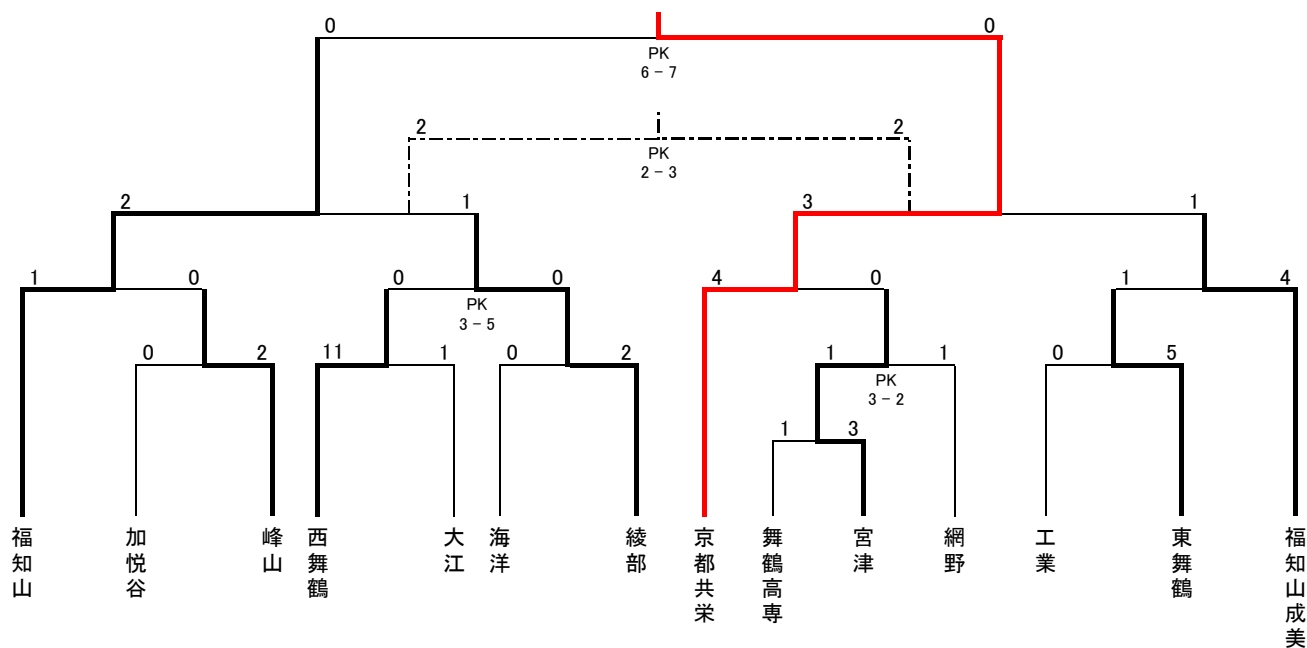 0 0
PK
6－7
2 2
PK
2－3
2 1 3 1
1 0 0 0 4 0 1 4
PK
3－5
0 2 11 1 0 2 1 1 0 5
PK
3－2
1 3
福知山
加悦谷
峰山
西舞鶴
大江
海洋
綾部
京都共栄
舞鶴高専
宮津
網野
工業
東舞鶴
福知山成美